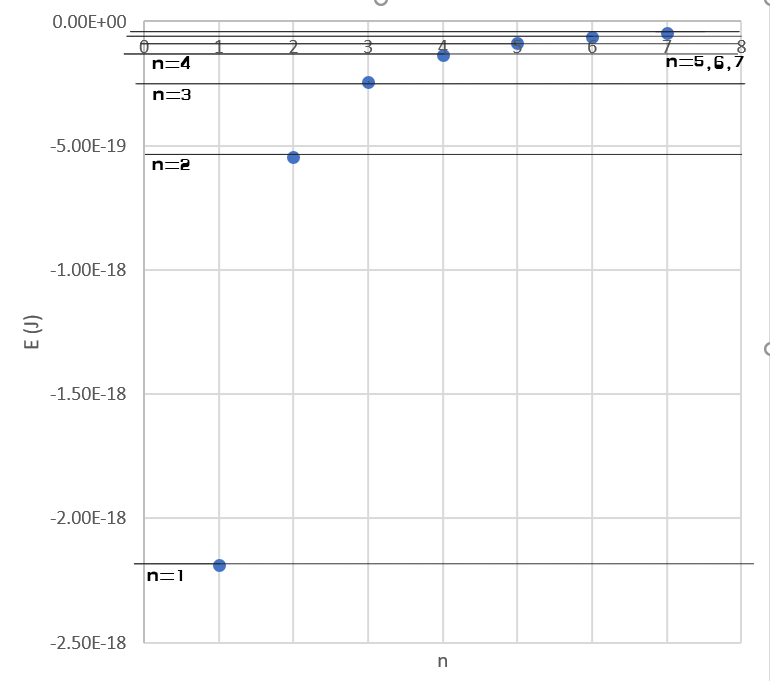 0.00E+00
0 1 2 3 4 5 6 7 8
n=4
n=5,6,7
n=3
-5.00E-19
n=2
-1.00E-18
E (J)
-1.50E-18
-2.00E-18
n=1
-2.50E-18
n